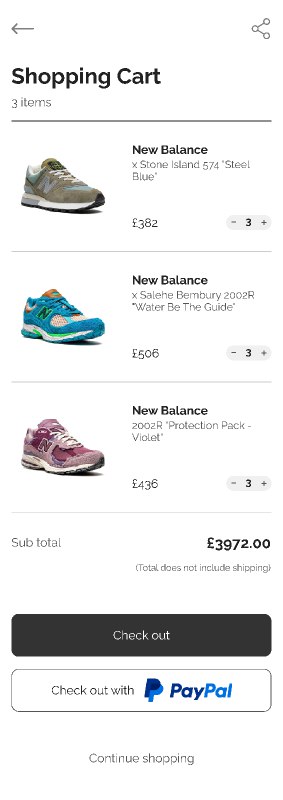 Shopping Cart
3 items
New Balance
x Stone Island 574 "Steel
Blue"
£382
- 3 +
New Balance
x Salehe Bembury 2002R
"Water Be The Guide"
£506
- 3 +
New Balance
2002R "Protection Pack -
Violet"
£436
- 3 +
Sub total £3972.00
(Total does not include shipping)
Check out
Check out with PayPal
Continue shopping